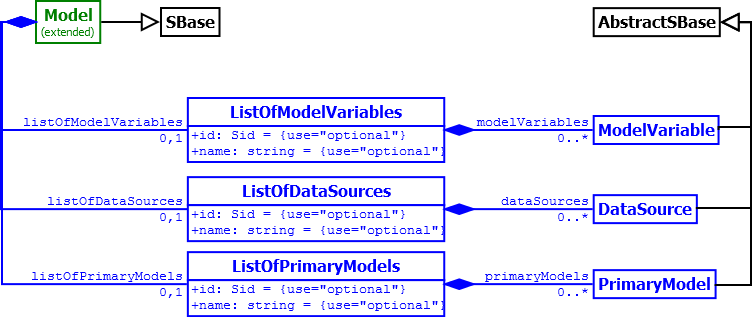 Model
(extended)
SBase
AbstractSBase
listOfModelVariables
0,1
ListOfModelVariables
+id: Sid = {use="optional"}
+name: string = {use="optional"}
modelVariables
0..*
ModelVariable
listOfDataSources
0,1
ListOfDataSources
+id: Sid = {use="optional"}
+name: string = {use="optional"}
dataSources
0..*
DataSource
listOfPrimaryModels
0,1
ListOfPrimaryModels
+id: Sid = {use="optional"}
+name: string = {use="optional"}
primaryModels
0..*
PrimaryModel